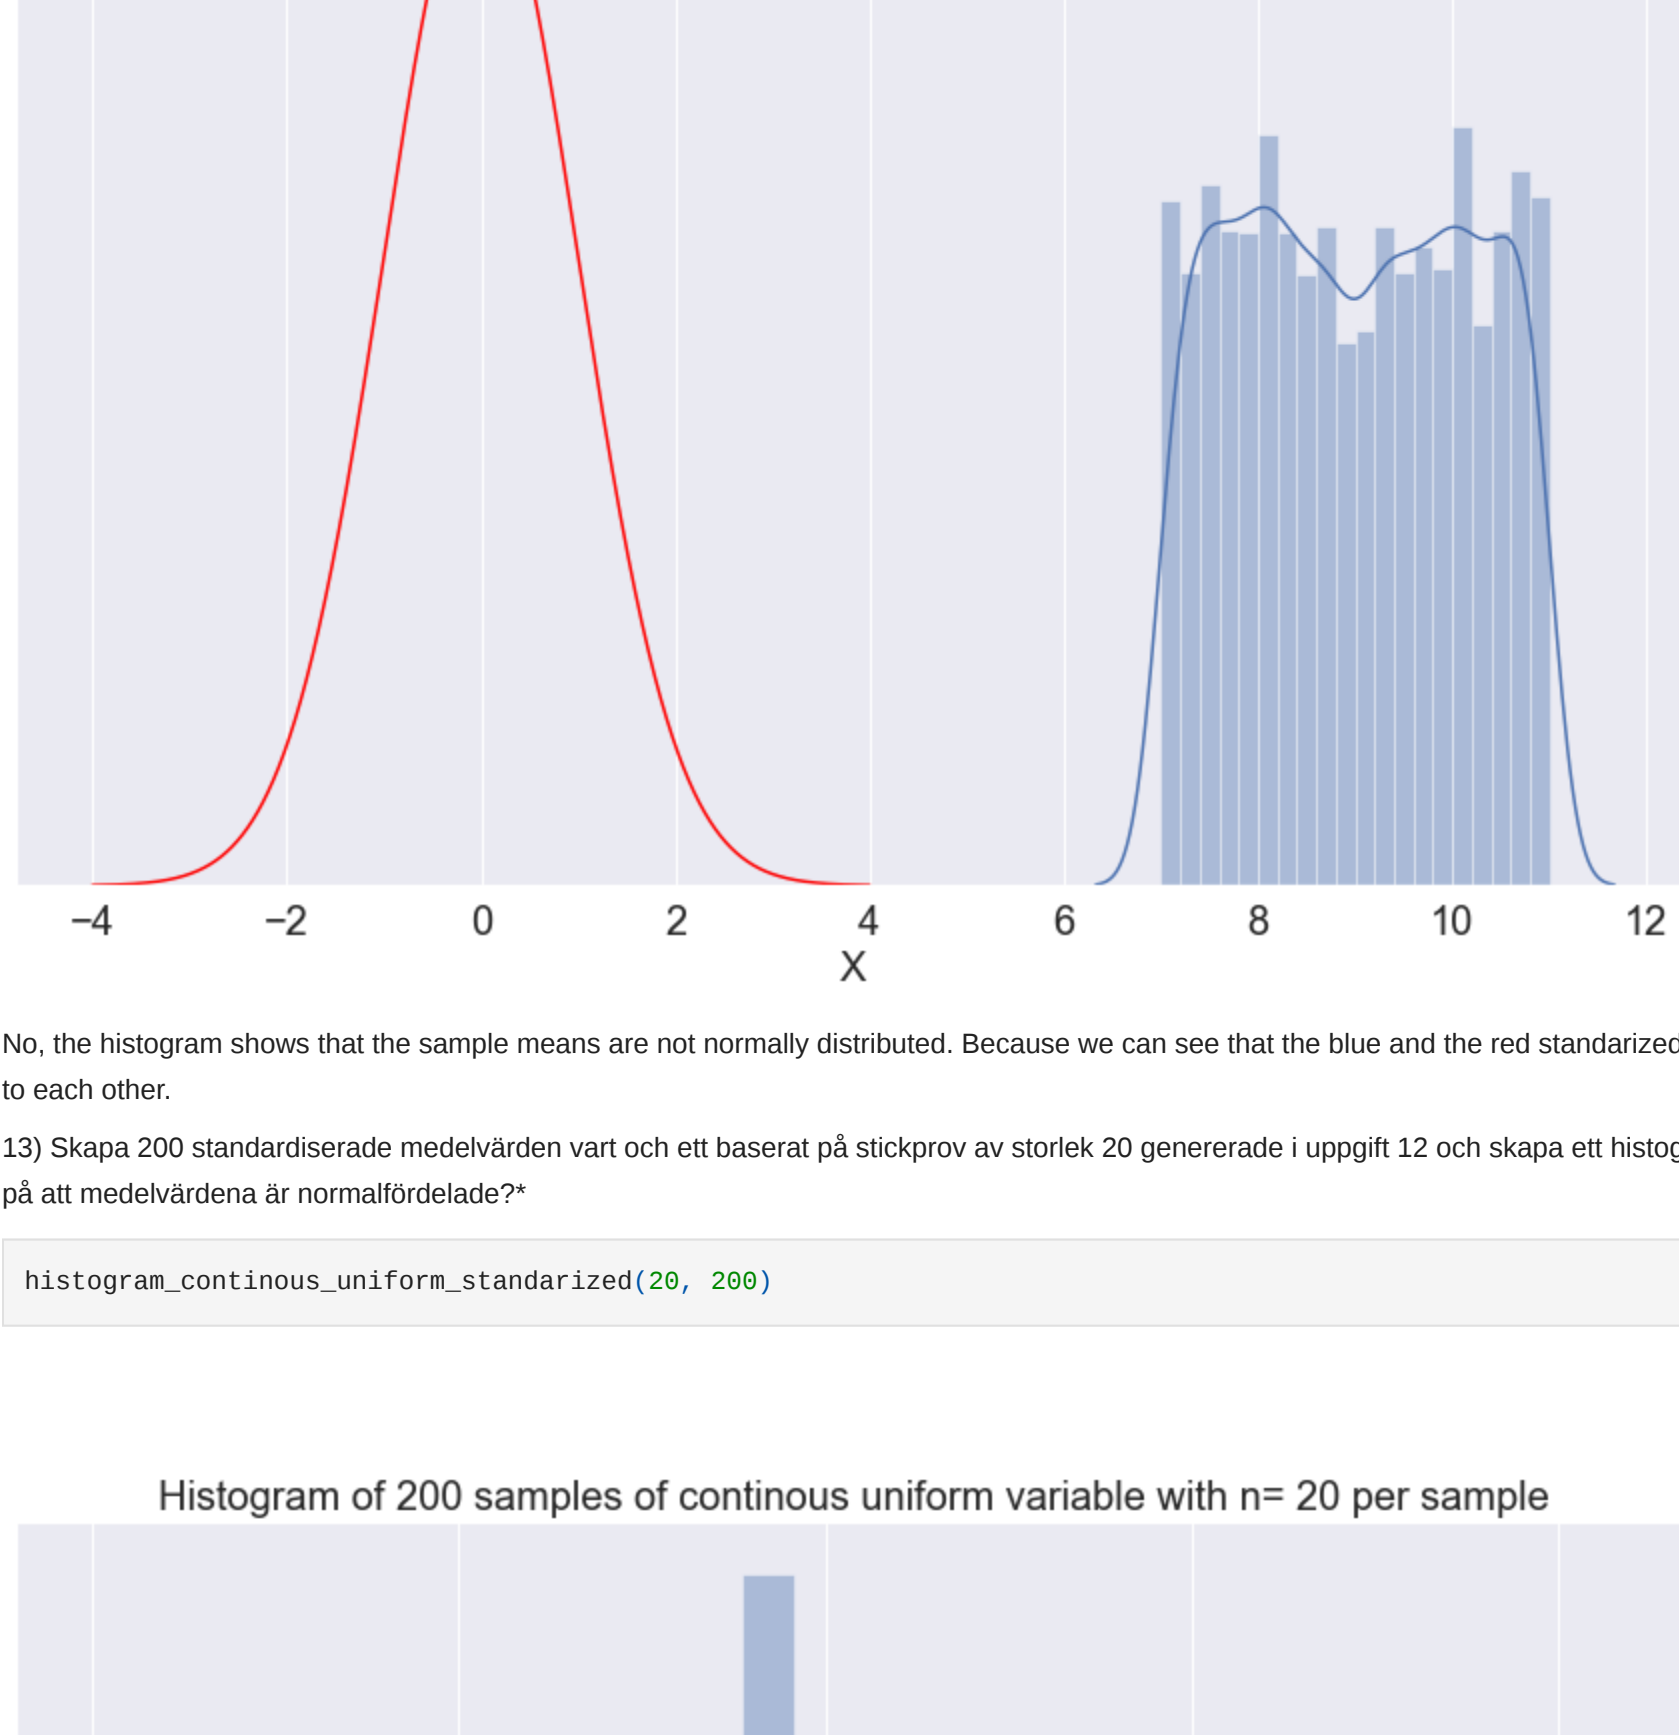 −4 −2 0 2 4 6 8 10 12
X
No, the histogram shows that the sample means are not normally distributed. Because we can see that the blue and the red standarized
to each other.
13) Skapa 200 standardiserade medelvärden vart och ett baserat på stickprov av storlek 20 genererade i uppgift 12 och skapa ett histog
på att medelvärdena är normalfördelade?*
histogram_continous_uniform_standarized(20, 200)
Histogram of 200 samples of continous uniform variable with n= 20 per sample